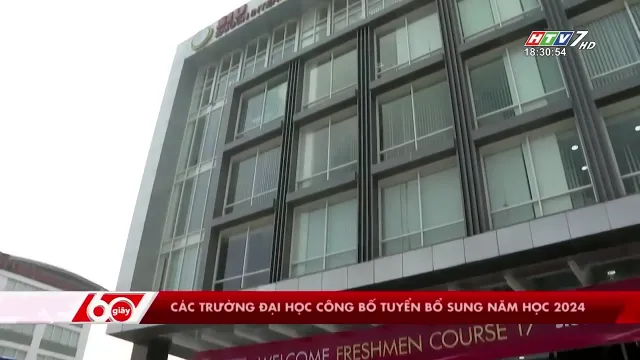 HTV7 HD
18:30:54
60 giây
CÁC TRƯỜNG ĐẠI HỌC CÔNG BỐ TUYỂN BỔ SUNG NĂM HỌC 2024
WELCOME FRESHMEN COURSE 17